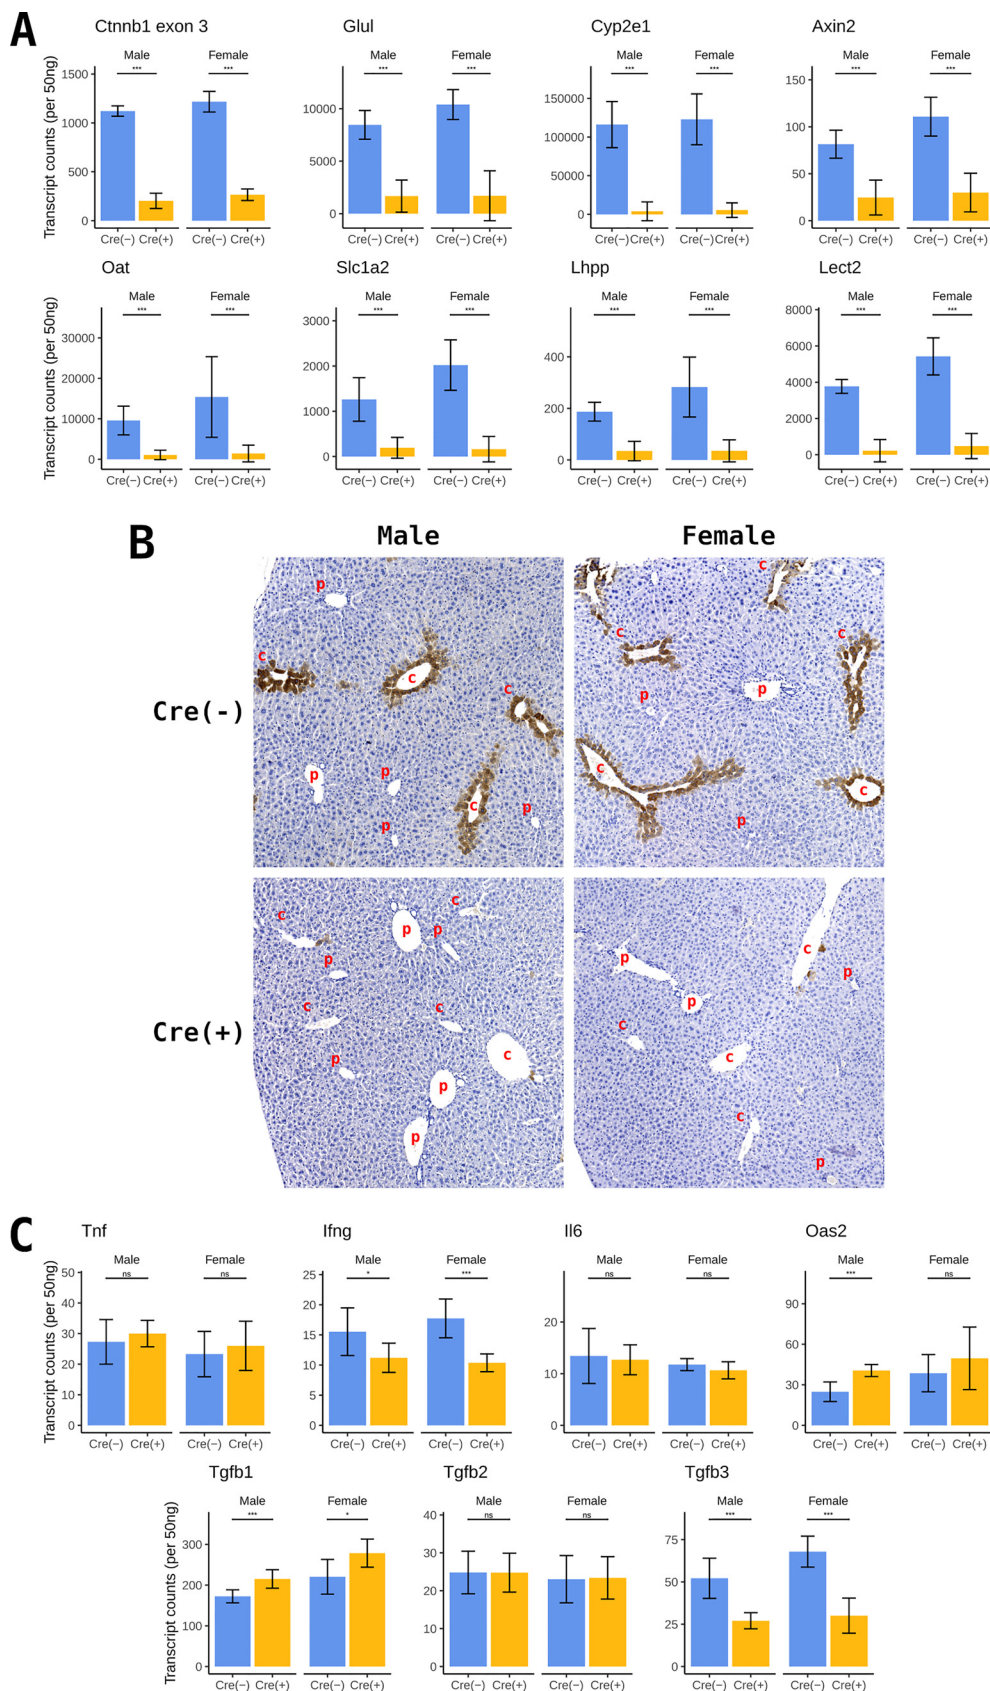 A
Ctnnb1 exon 3 Glul Cyp2e1 Axin2
Male Female Male Female Male Female Male Female
*** *** *** *** *** *** *** ***
Transcript counts (per 50ng)
1500 1000 500 0
10000 5000 0
150000 100000 50000 0
150 100 50 0
Cre(−) Cre(+) Cre(−) Cre(+) Cre(−) Cre(+) Cre(−) Cre(+) Cre(−) Cre(+) Cre(−) Cre(+) Cre(−) Cre(+) Cre(−) Cre(+)
Oat Slc1a2 Lhpp Lect2
Male Female Male Female Male Female Male Female
*** *** *** *** *** *** *** ***
Transcript counts (per 50ng)
30000 20000 10000 0
3000 2000 1000 0
400 200 0
8000 6000 4000 2000 0
Cre(−) Cre(+) Cre(−) Cre(+) Cre(−) Cre(+) Cre(−) Cre(+) Cre(−) Cre(+) Cre(−) Cre(+) Cre(−) Cre(+) Cre(−) Cre(+)
B
Male Female
Cre(-)
p c c c p p c p p
c c c p p c c p
Cre(+)
c c p p p c c c p p p
c p p p c c c p
C
Tnf Ifng Il6 Oas2
Male Female Male Female Male Female Male Female
ns ns * *** ns ns *** ns
Transcript counts (per 50ng)
50 40 30 20 10 0
25 20 15 10 5 0
20 10 0
90 60 30 0
Cre(−) Cre(+) Cre(−) Cre(+) Cre(−) Cre(+) Cre(−) Cre(+) Cre(−) Cre(+) Cre(−) Cre(+) Cre(−) Cre(+) Cre(−) Cre(+)
Tgfb1 Tgfb2 Tgfb3
Male Female Male Female Male Female
*** * ns ns *** ***
Transcript counts (per 50ng)
300 200 100 0
40 30 20 10 0
75 50 25 0
Cre(−) Cre(+) Cre(−) Cre(+) Cre(−) Cre(+) Cre(−) Cre(+) Cre(−) Cre(+) Cre(−) Cre(+)